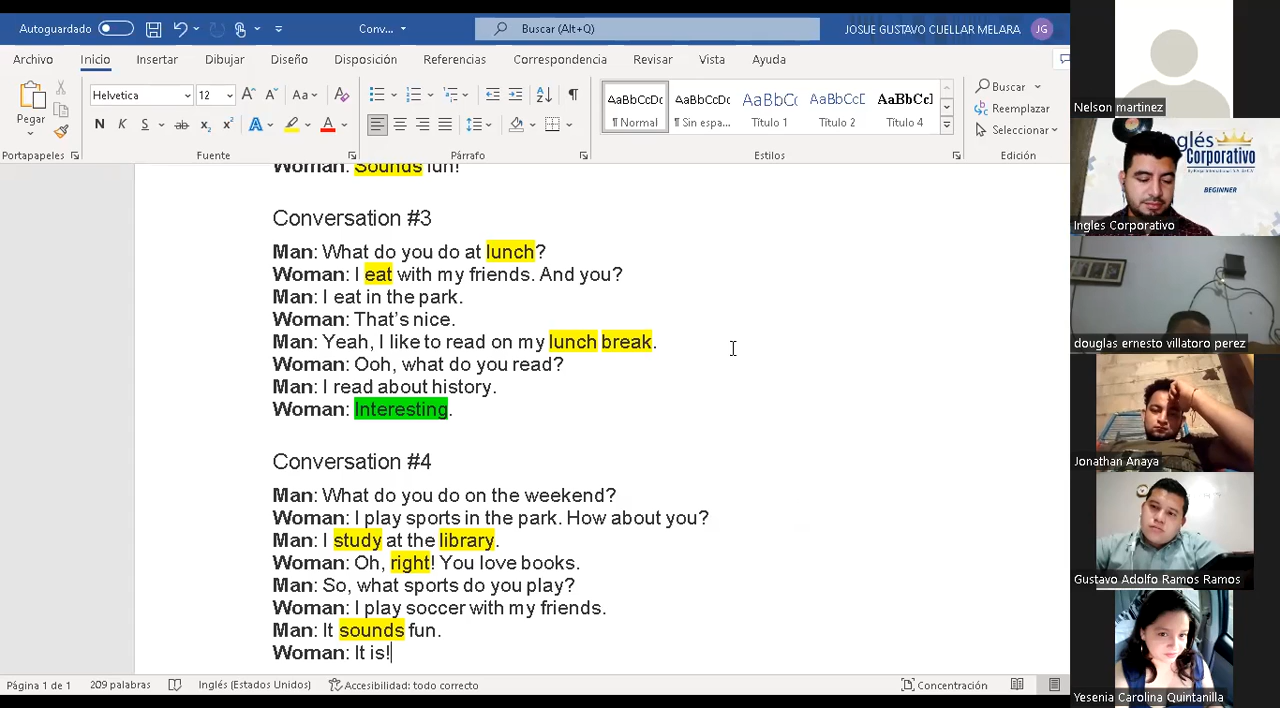 Autoguardado
Conv...
Buscar (Alt+Q)
JOSUE GUSTAVO CUELLAR MELARA
JG
Archivo
Inicio
Insertar
Dibujar
Diseño
Disposición
Referencias
Correspondencia
Revisar
Vista
Ayuda
Pegar
Portapapeles
Helvetica
12
Aa
N K S ab x₂ x² A A
Fuente
Párrafo
AaBbCcDc
¶ Normal
AaBbCcDc
¶ Sin espa...
AaBbC(
Título 1
AaBbCcD
Título 2
AaBbCcl
Título 4
Estilos
Buscar
Reemplazar
Seleccionar
Edición
Woman: Sounds fun!
Conversation #3
Man: What do you do at lunch?
Woman: I eat with my friends. And you?
Man: I eat in the park.
Woman: That's nice.
Man: Yeah, I like to read on my lunch break.
Woman: Ooh, what do you read?
Man: I read about history.
Woman: Interesting.
Conversation #4
Man: What do you do on the weekend?
Woman: I play sports in the park. How about you?
Man: I study at the library.
Woman: Oh, right! You love books.
Man: So, what sports do you play?
Woman: I play soccer with my friends.
Man: It sounds fun.
Woman: It is!
Página 1 de 1
209 palabras
Inglés (Estados Unidos)
Accesibilidad: todo correcto
Concentración
Nelson martinez
Inglés
Corporativo
BEGINNER
Ingles Corporativo
douglas ernesto villatoro perez
Jonathan Anaya
Gustavo Adolfo Ramos Ramos
Yesenia Carolina Quintanilla